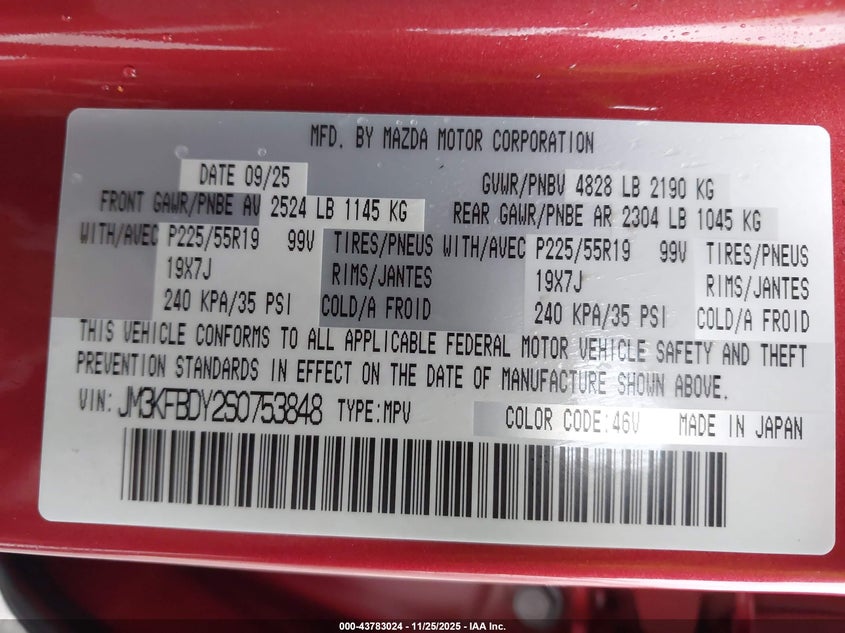 MFD. BY MAZDA MOTOR CORPORATION
DATE 09/25 GVWR/PNBV 4828 LB 2190 KG
FRONT GAWR/PNBE AV 2524 LB 1145 KG REAR GAWR/PNBE AR 2304 LB 1045 KG
WITH/AVEC P225/55R19 99V TIRES/PNEUS WITH/AVEC P225/55R19 99V TIRES/PNEUS
19X7J RIMS/JANTES 19X7J RIMS/JANTES
240 KPA/35 PSI COLD/A FROID 240 KPA/35 PSI COLD/A FROID
THIS VEHICLE CONFORMS TO ALL APPLICABLE FEDERAL MOTOR VEHICLE SAFETY AND THEFT
PREVENTION STANDARDS IN EFFECT ON THE DATE OF MANUFACTURE SHOWN ABOVE.
VIN: JM3KFBDY2S0753848 TYPE:MPV COLOR CODE:46V MADE IN JAPAN
000-43783024 - 11/25/2025 - IAA Inc.